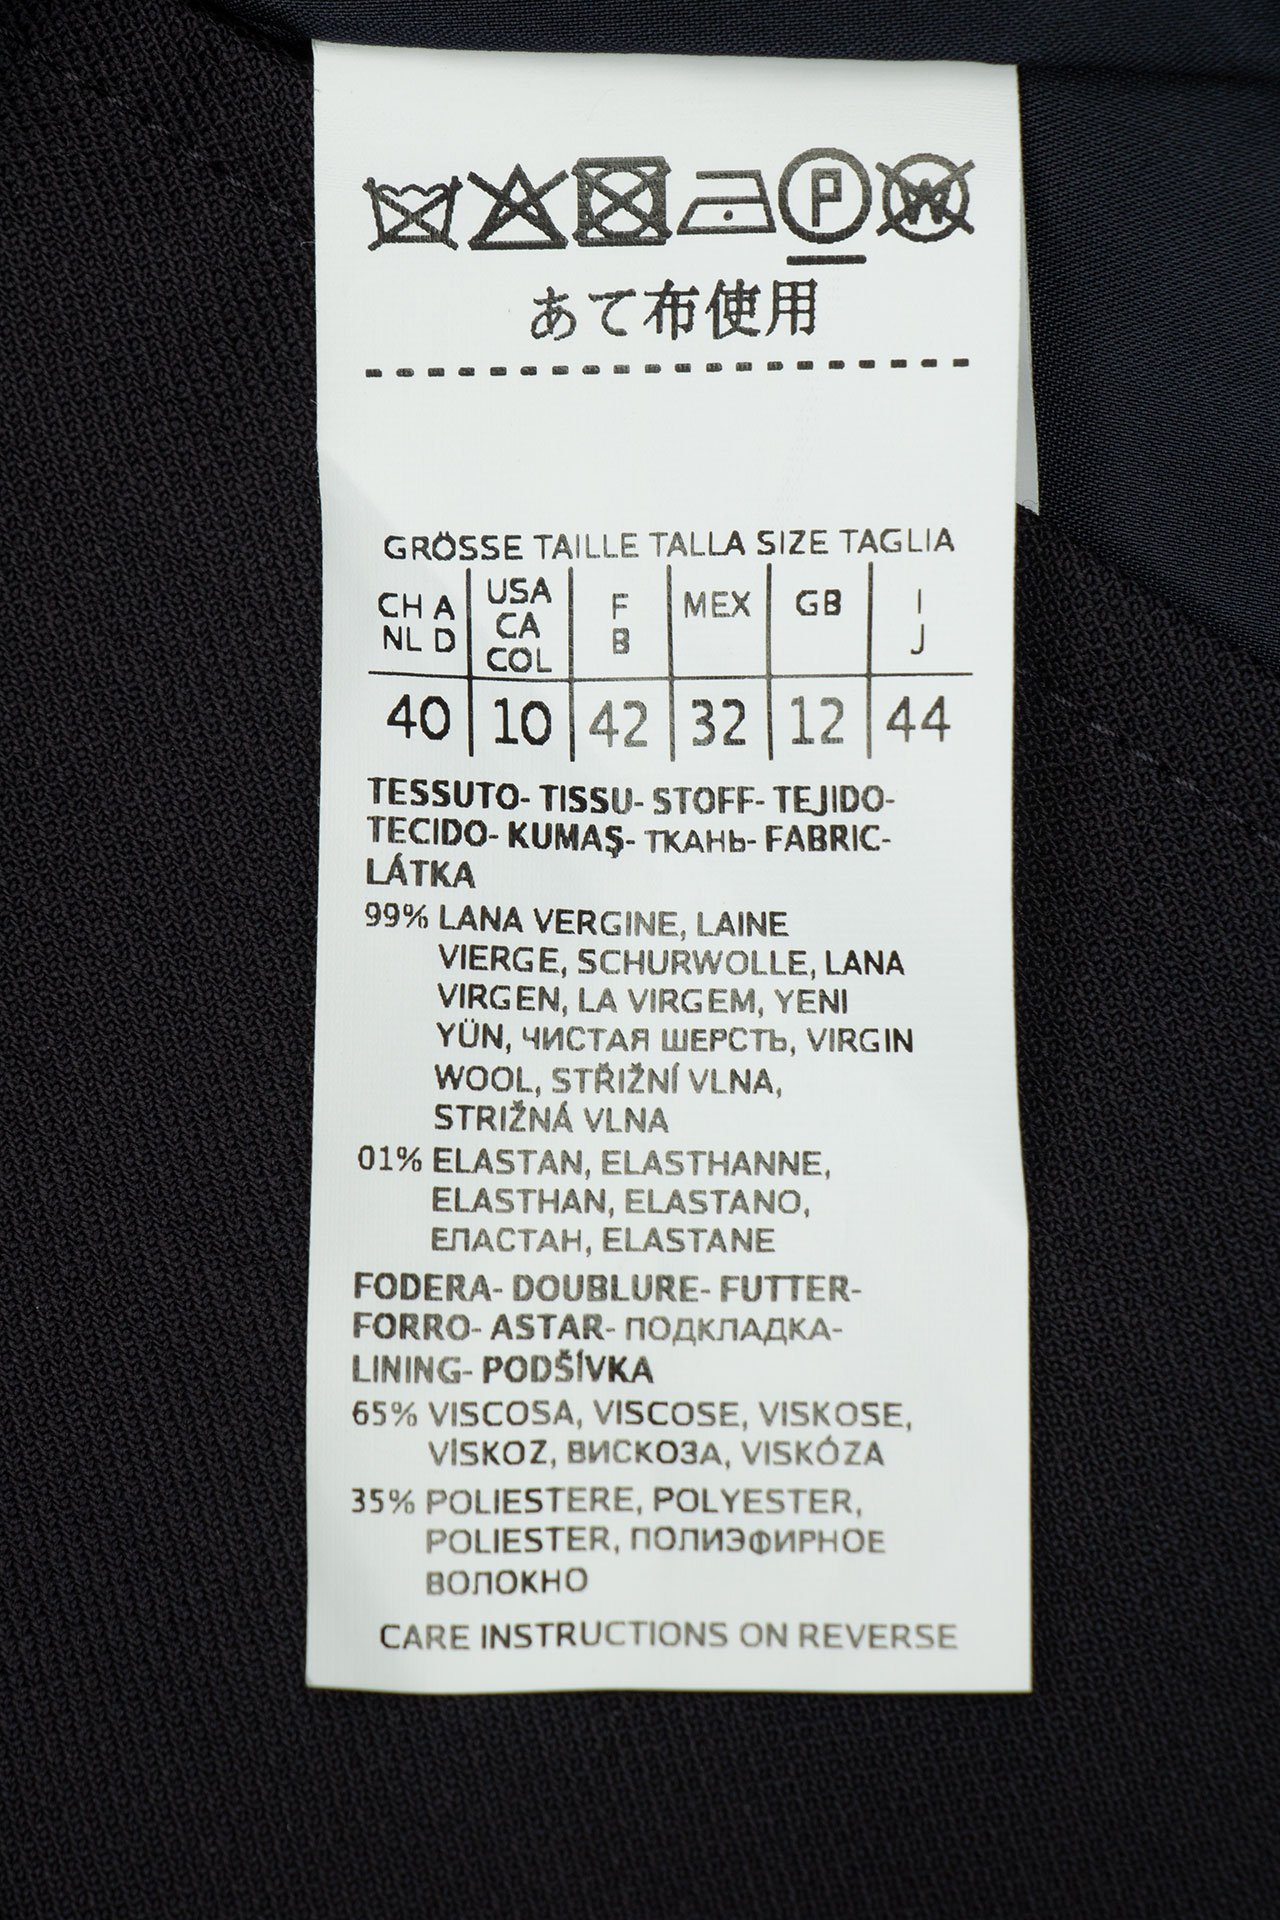 P W
あて布使用
GRÖSSE TAILLE TALLA SIZE TAGLIA
CH A NL D USA CA COL F B MEX GB I J
40 10 42 32 12 44
TESSUTO- TISSU- STOFF- TEJIDO-
TECIDO- KUMAŞ- ТКАНЬ- FABRIC-
LÁTKA
99% LANA VERGINE, LAINE
VIERGE, SCHURWOLLE, LANA
VIRGEN, LA VIRGEM, YENI
YÜN, ЧИСТАЯ ШЕРСТЬ, VIRGIN
WOOL, STŘIŽNÍ VLNA,
STRIŽNÁ VLNA
01% ELASTAN, ELASTHANNE,
ELASTHAN, ELASTANO,
ЕЛАСТАН, ELASTANE
FODERA- DOUBLURE- FUTTER-
FORRO- ASTAR- ПОДКЛАДКА-
LINING- PODŠÍVKA
65% VISCOSA, VISCOSE, VISKOSE,
VİSKOZ, ВИСКОЗА, VISKÓZA
35% POLIESTERE, POLYESTER,
POLIESTER, ПОЛИЭФИРНОЕ
ВОЛОКНО
CARE INSTRUCTIONS ON REVERSE